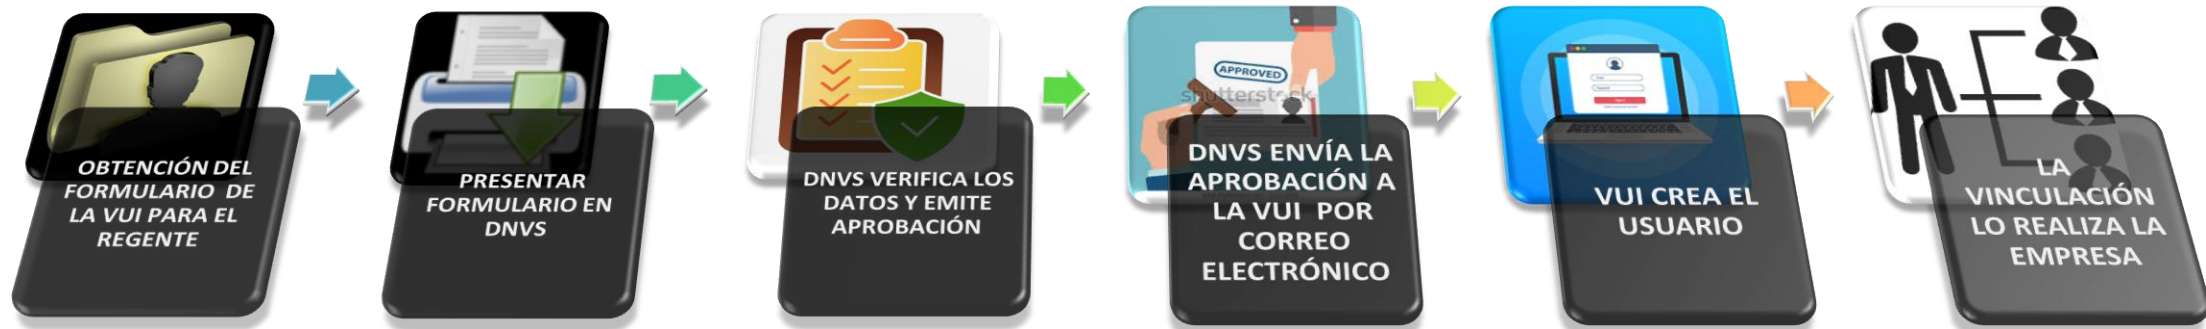 OBTENCIÓN DEL
FORMULARIO DE
LA VUI PARA EL
REGENTE
PRESENTAR
FORMULARIO EN
DNVS
DNVS VERIFICA LOS
DATOS Y EMITE
APROBACIÓN
APPROVED
shutterstock
DNVS ENVÍA LA
APROBACIÓN A
LA VUI POR
CORREO
ELECTRÓNICO
VUI CREA EL
USUARIO
LA
VINCULACIÓN
LO REALIZA LA
EMPRESA